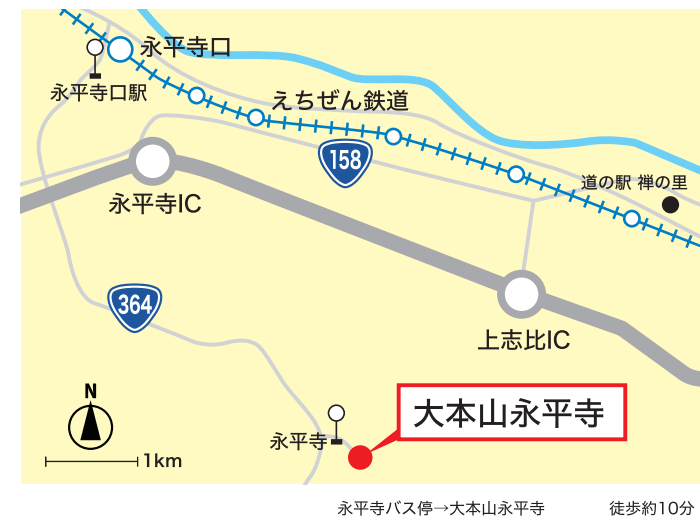 永平寺口
永平寺口駅
えちぜん鉄道
158
道の駅 禅の里
永平寺IC
364
上志比IC
N
大本山永平寺
永平寺
1km
永平寺バス停→大本山永平寺 徒歩約10分